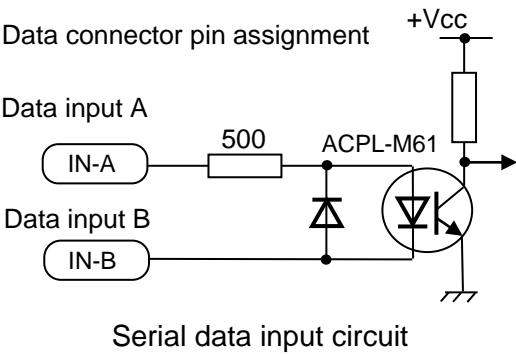 Data connector pin assignment
+Vcc
Data input A
500
ACPL-M61
IN-A
Data input B
IN-B
Serial data input circuit